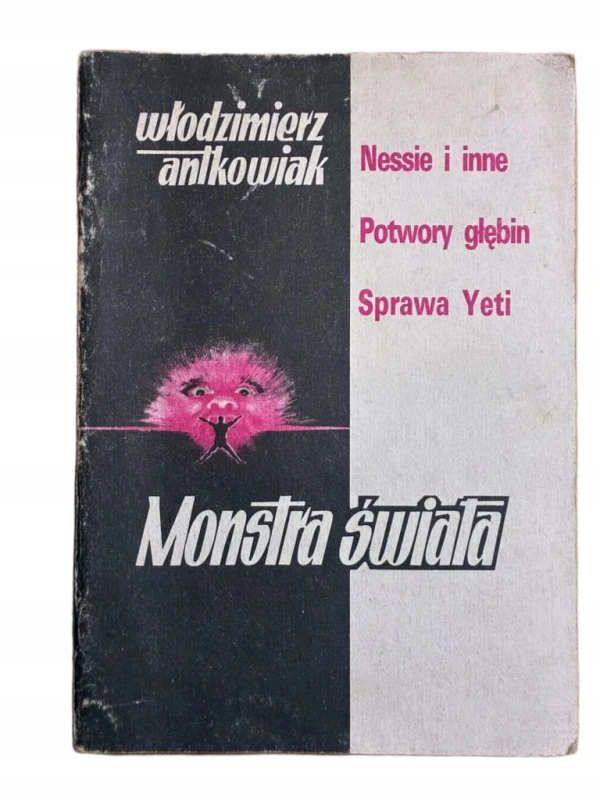 włodzimierz
antkowiak
Nessie i inne
Potwory głębin
Sprawa Yeti
Monstra świata